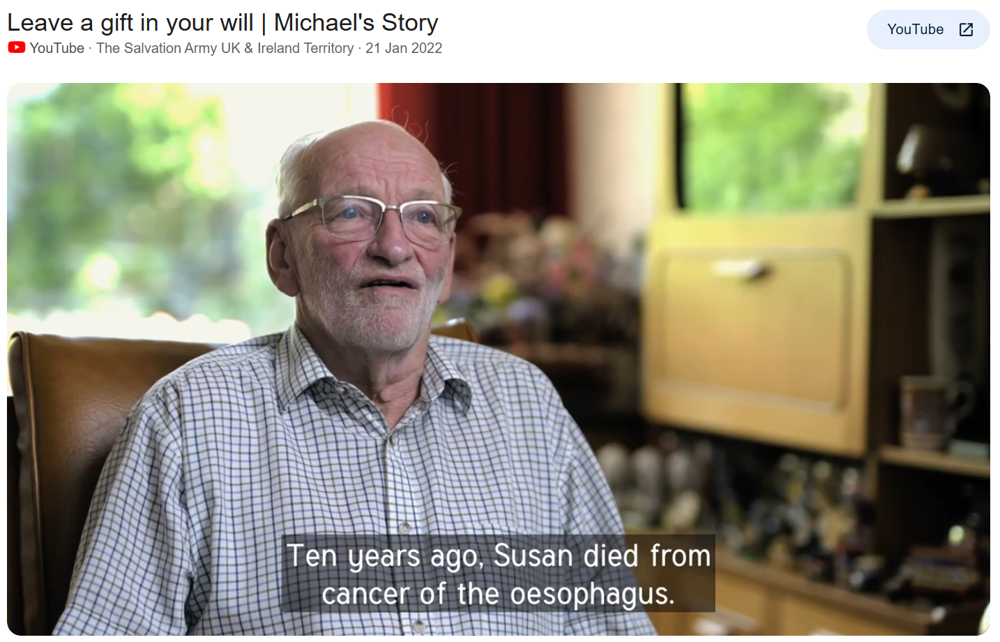 Leave a gift in your will | Michael's Story
YouTube · The Salvation Army UK & Ireland Territory · 21 Jan 2022
YouTube
Ten years ago, Susan died from
cancer of the oesophagus.